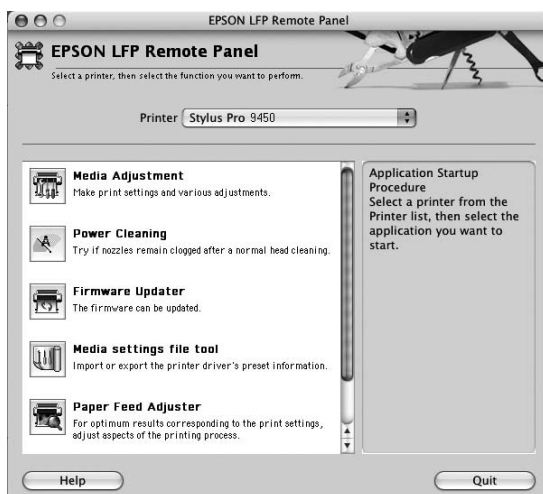 EPSON LFP Remote Panel
EPSON LFP Remote Panel
Select a printer, then select the function you want to perform.
Printer Stylus Pro 9450
Media Adjustment
Make print settings and various adjustments.
Power Cleaning
Try if nozzles remain clogged after a normal head cleaning.
Firmware Updater
The firmware can be updated.
Media settings file tool
Import or export the printer driver's preset information.
Paper Feed Adjuster
For optimum results corresponding to the print settings,
adjust aspects of the printing process.
Application Startup
Procedure
Select a printer from the
Printer list, then select the
application you want to
start.
Help
Quit